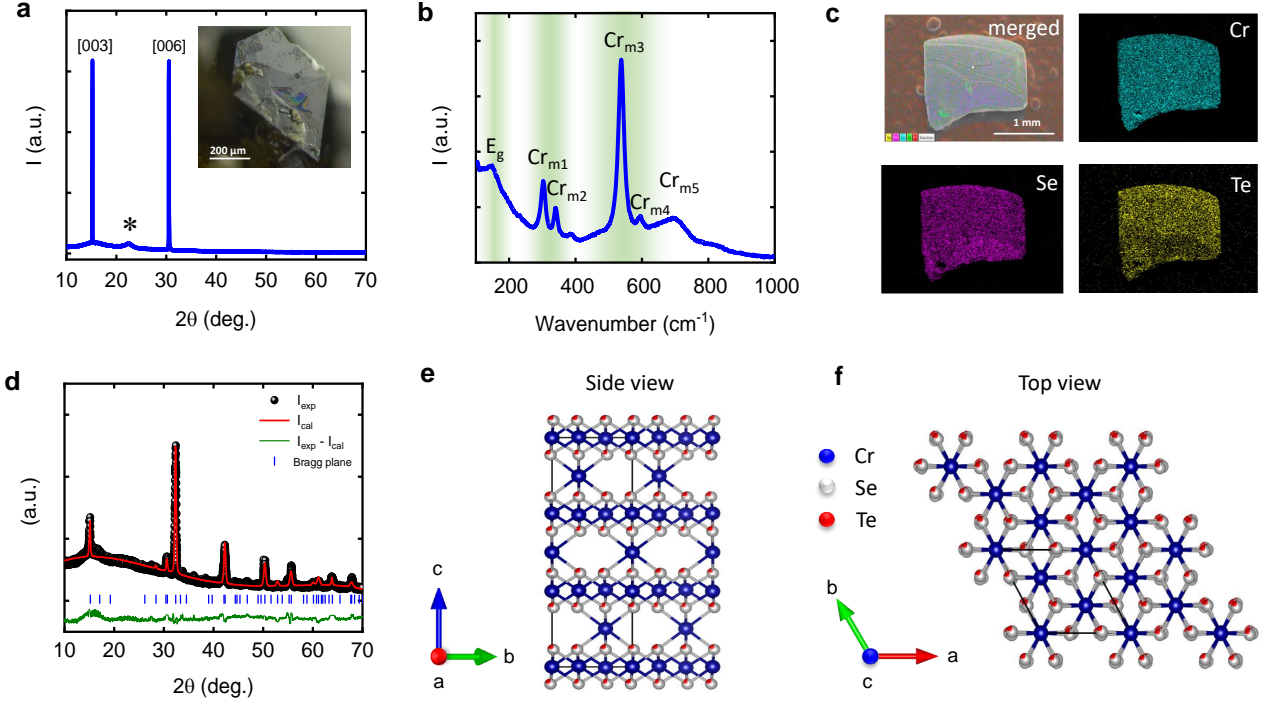 a
[003]
[006]
200 µm
*
I (a.u.)
10 20 30 40 50 60 70
2θ (deg.)
b
E_g
Cr_m1
Cr_m2
Cr_m3
Cr_m4
Cr_m5
I (a.u.)
200 400 600 800 1000
Wavenumber (cm⁻¹)
c
merged
1 mm
Cr
Se
Te
d
I_exp
I_cal
I_exp - I_cal
Bragg plane
(a.u.)
10 20 30 40 50 60 70
2θ (deg.)
e
Side view
c
b
a
f
Top view
Cr
Se
Te
b
a
c